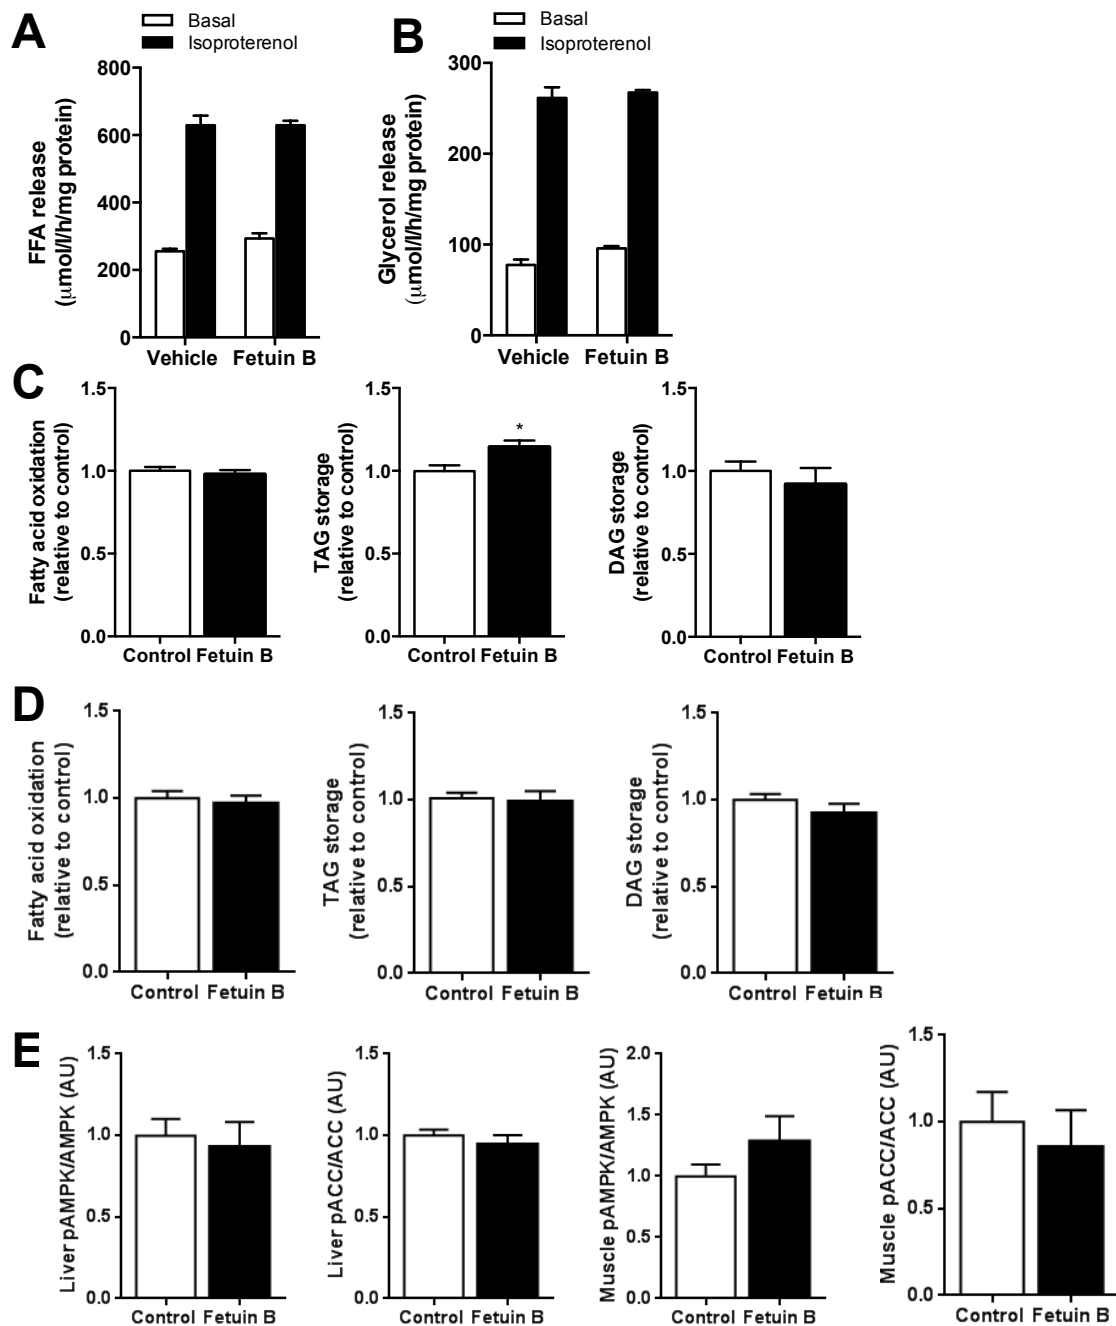 A
Basal
Isoproterenol
FFA release
(μmol/l/h/mg protein)
800
600
400
200
0
Vehicle Fetuin B
B
Basal
Isoproterenol
Glycerol release
(μmol/l/h/mg protein)
300
200
100
0
Vehicle Fetuin B
C
Fatty acid oxidation
(relative to control)
1.5
1.0
0.5
0.0
Control Fetuin B
TAG storage
(relative to control)
1.5
1.0
0.5
0.0
*
Control Fetuin B
DAG storage
(relative to control)
1.5
1.0
0.5
0.0
Control Fetuin B
D
Fatty acid oxidation
(relative to control)
1.5
1.0
0.5
0.0
Control Fetuin B
TAG storage
(relative to control)
1.5
1.0
0.5
0.0
Control Fetuin B
DAG storage
(relative to control)
1.5
1.0
0.5
0.0
Control Fetuin B
E
Liver pAMPK/AMPK (AU)
1.5
1.0
0.5
0.0
Control Fetuin B
Liver pACC/ACC (AU)
1.5
1.0
0.5
0.0
Control Fetuin B
Muscle pAMPK/AMPK (AU)
2.0
1.5
1.0
0.5
0.0
Control Fetuin B
Muscle pACC/ACC (AU)
1.5
1.0
0.5
0.0
Control Fetuin B